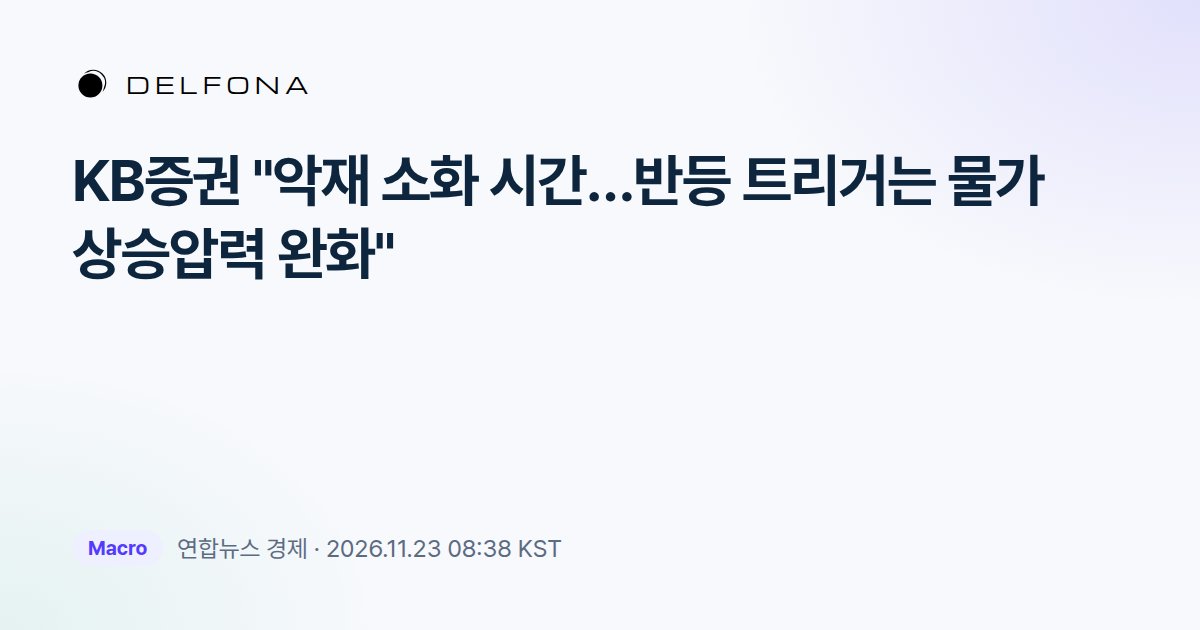 DELFONA
KB증권 "악재 소화 시간…반등 트리거는 물가
상승압력 완화"
Macro 연합뉴스 경제 · 2026.11.23 08:38 KST